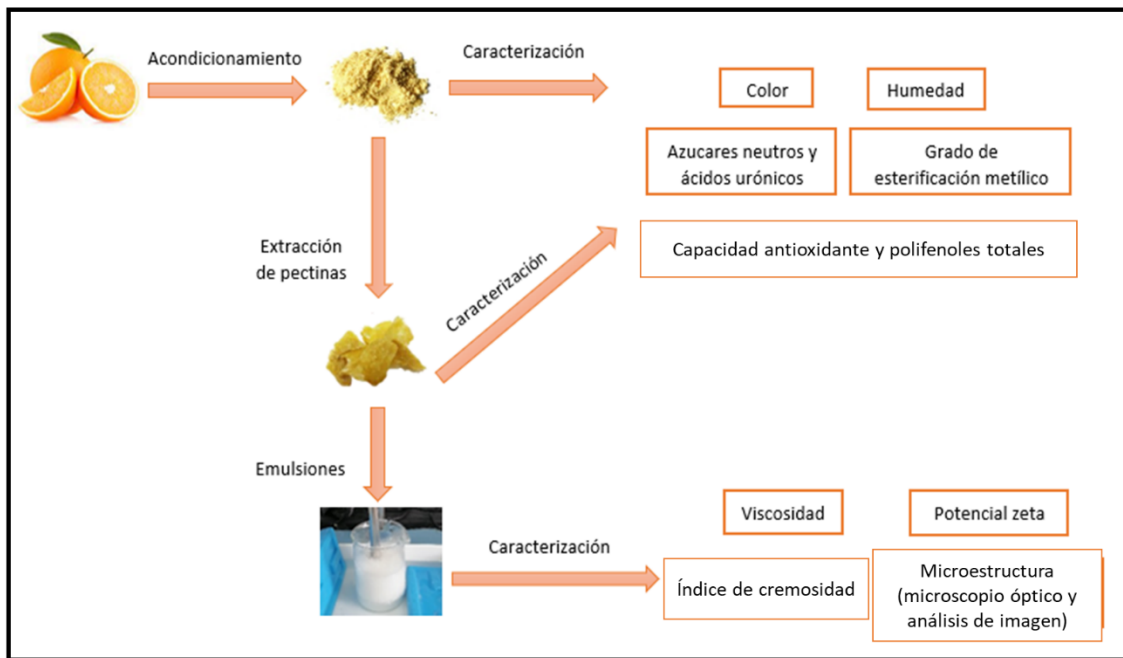 Acondicionamiento
Caracterización
Color
Humedad
Azucares neutros y
ácidos urónicos
Grado de
esterificación metílico
Capacidad antioxidante y polifenoles totales
Extracción
de pectinas
Caracterización
Emulsiones
Caracterización
Viscosidad
Potencial zeta
Índice de cremosidad
Microestructura
(microscopio óptico y
análisis de imagen)